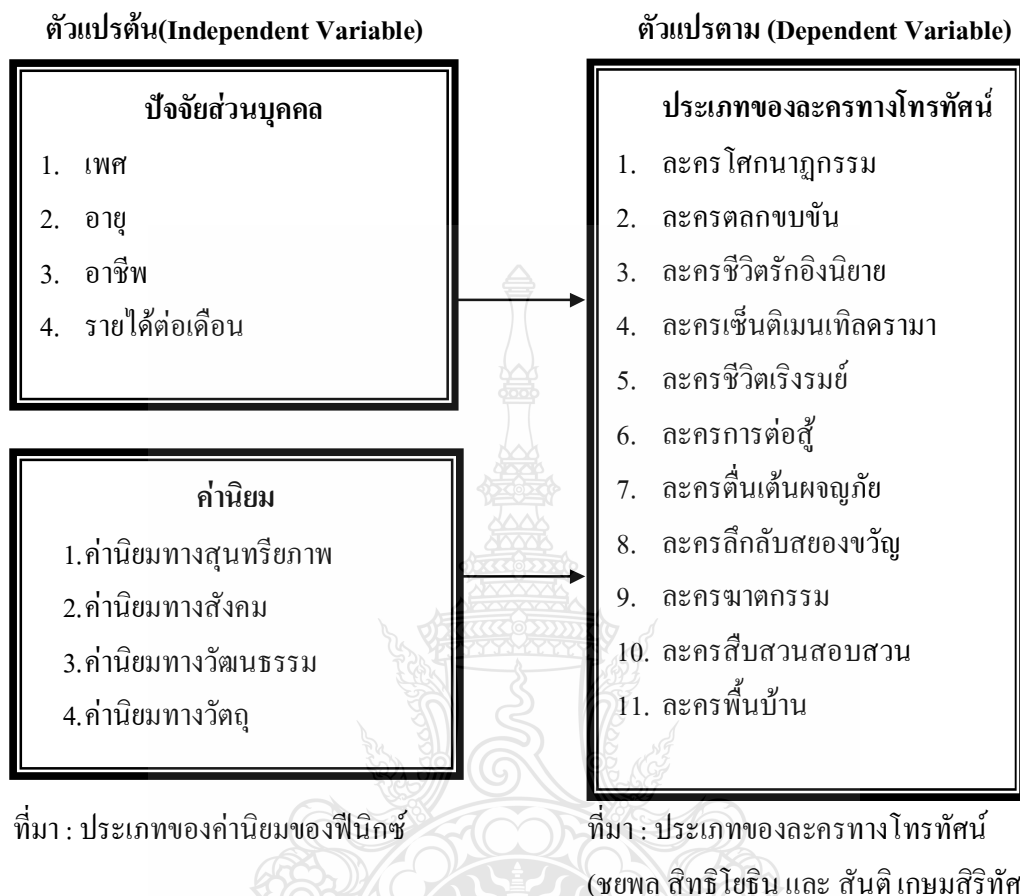 ตัวแปรต้น(Independent Variable)
ปัจจัยส่วนบุคคล
1. เพศ
2. อายุ
3. อาชีพ
4. รายได้ต่อเดือน
ค่านิยม
1.ค่านิยมทางสุนทรียภาพ
2.ค่านิยมทางสังคม
3.ค่านิยมทางวัฒนธรรม
4.ค่านิยมทางวัตถุ
ที่มา : ประเภทของค่านิยมของฟีนิกซ์
ตัวแปรตาม (Dependent Variable)
ประเภทของละครทางโทรทัศน์
1. ละครโศกนาฏกรรม
2. ละครตลกขบขัน
3. ละครชีวิตรักอิงนิยาย
4. ละครเซ็นติเมนเทิลดรามา
5. ละครชีวิตเริงรมย์
6. ละครการต่อสู้
7. ละครตื่นเต้นผจญภัย
8. ละครลึกลับสยองขวัญ
9. ละครฆาตกรรม
10. ละครสืบสวนสอบสวน
11. ละครพื้นบ้าน
ที่มา : ประเภทของละครทางโทรทัศน์
(ชยพล สิทธิโยธิน และ สันติ